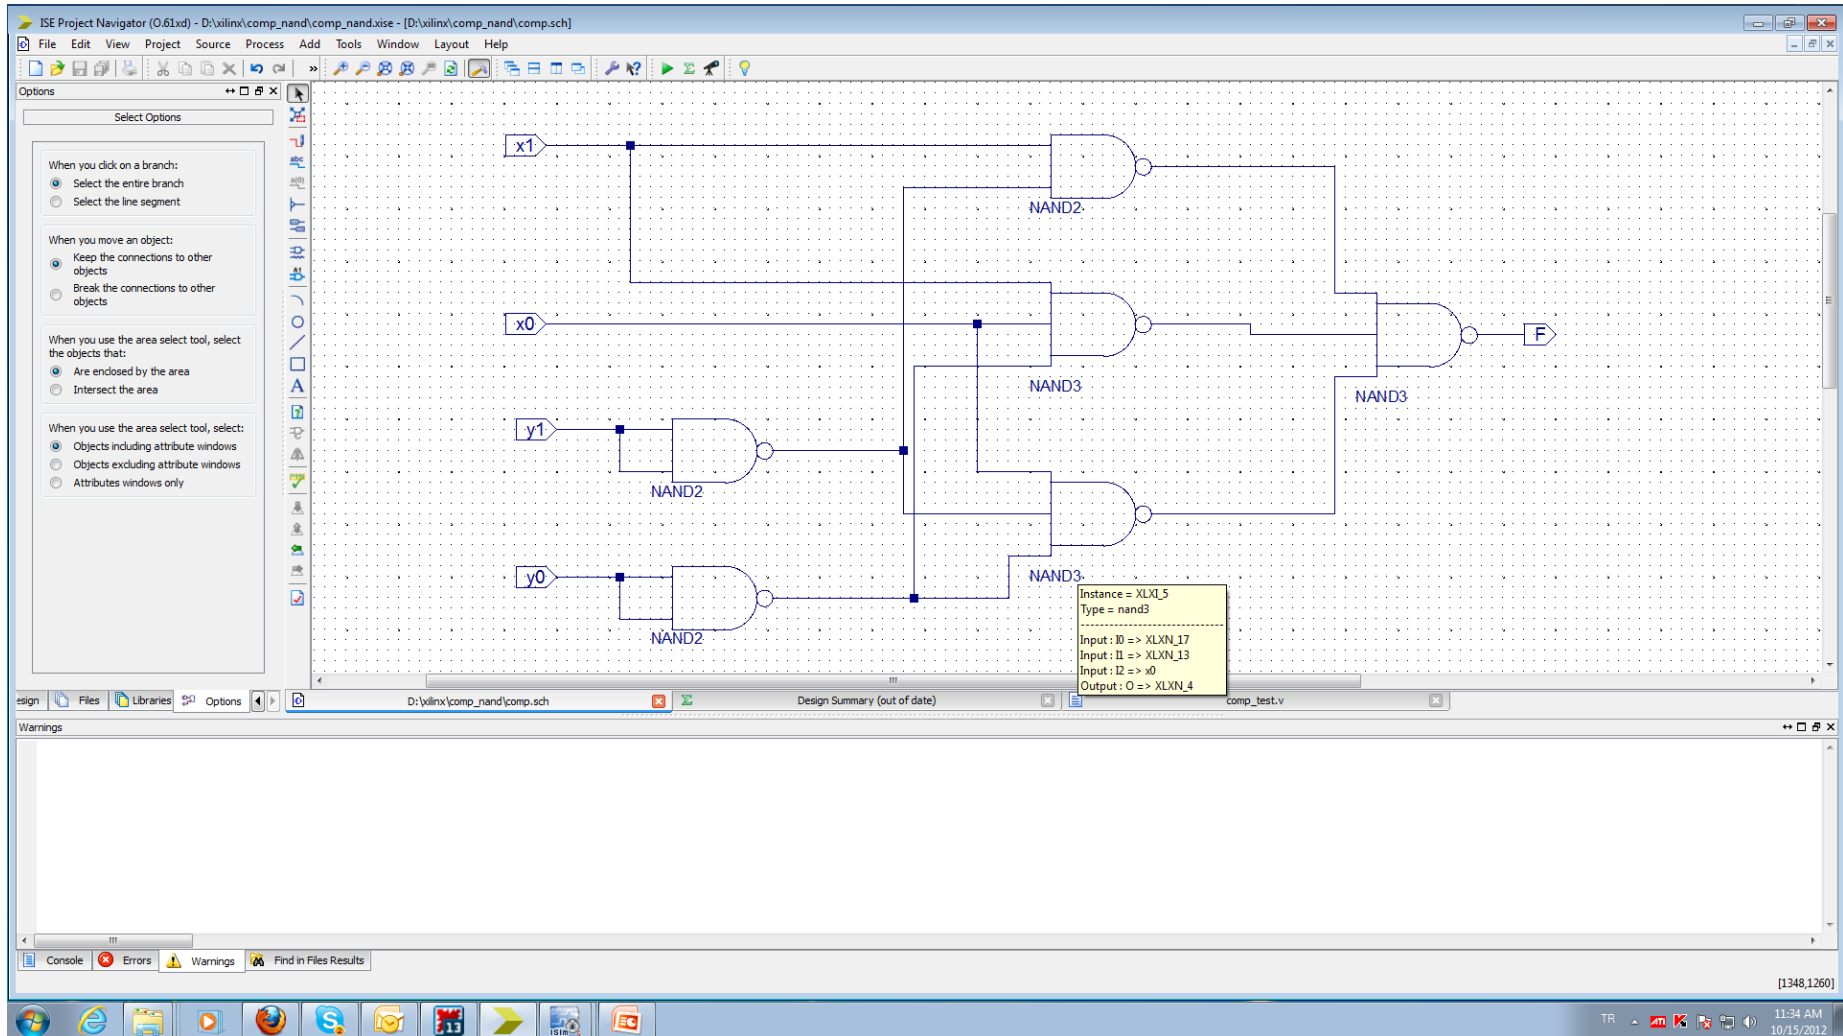 ISE Project Navigator (O.61xd) - D:\xilinx\comp_nand\comp_nand.xise - [D:\xilinx\comp_nand\comp.sch]
File Edit View Project Source Process Add Tools Window Layout Help
Options
Select Options
When you click on a branch:
Select the entire branch
Select the line segment
When you move an object:
Keep the connections to other
objects
Break the connections to other
objects
When you use the area select tool, select
the objects that:
Are enclosed by the area
Intersect the area
When you use the area select tool, select:
Objects including attribute windows
Objects excluding attribute windows
Attributes windows only
abc
A
x1
NAND2
x0
F
NAND3
NAND3
y1
NAND2
y0
NAND3
NAND2
Instance = XLXI_5
Type = nand3
Input : I0 => XLXN_17
Input : I1 => XLXN_13
Input : I2 => x0
Output : O => XLXN_4
esign Files Libraries Options
D:\xilinx\comp_nand\comp.sch Design Summary (out of date) comp_test.v
Warnings
Console Errors Warnings Find in Files Results
[1348,1260]
13
ISim
TR
ATI
11:34 AM
10/15/2012